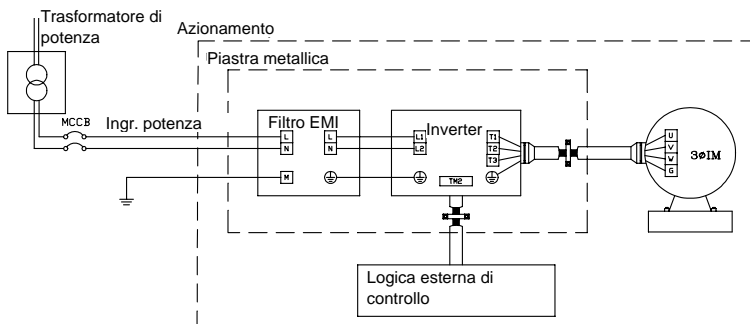 Trasformatore di
potenza
Azionamento
Piastra metallica
MCCB
Ingr. potenza
Filtro EMI
Inverter
L L L1 T1
N N L2 T2
T3
M TM2
U
V
W
G
3øIM
Logica esterna di
controllo